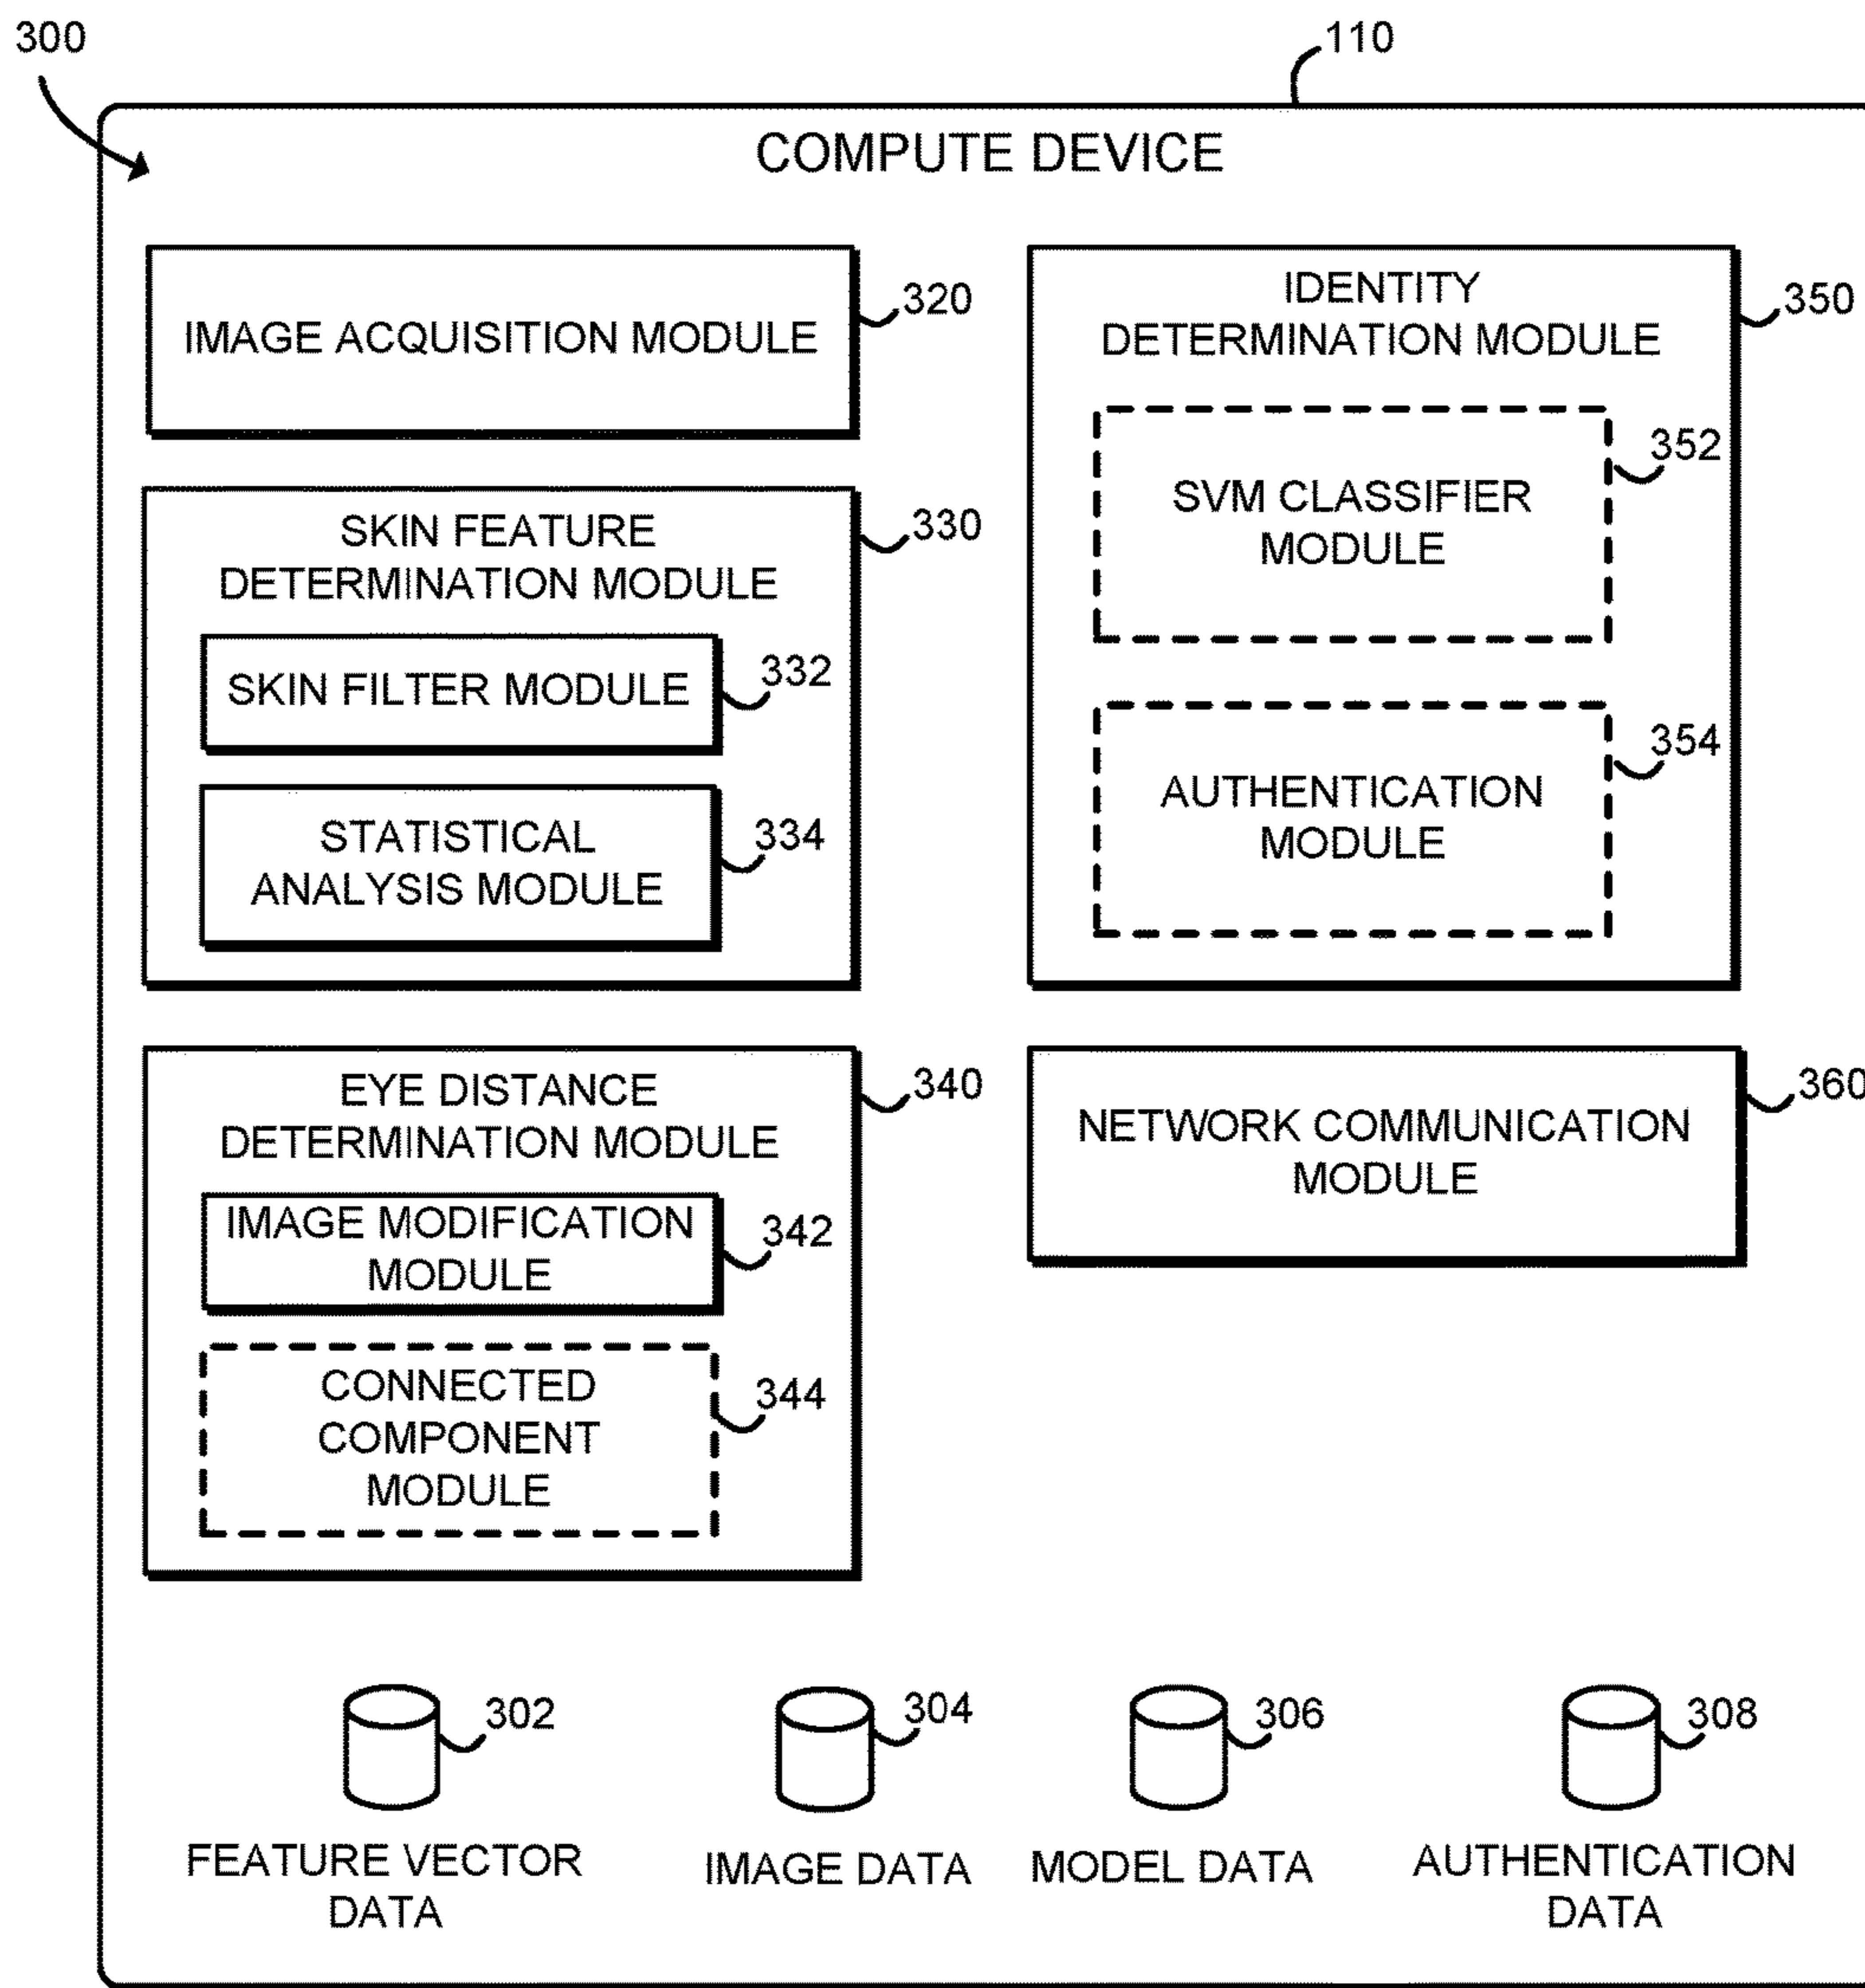 300
110
COMPUTE DEVICE
IMAGE ACQUISITION MODULE
320
SKIN FEATURE
DETERMINATION MODULE
330
SKIN FILTER MODULE
332
STATISTICAL
ANALYSIS MODULE
334
EYE DISTANCE
DETERMINATION MODULE
340
IMAGE MODIFICATION
MODULE
342
CONNECTED
COMPONENT
MODULE
344
IDENTITY
DETERMINATION MODULE
350
SVM CLASSIFIER
MODULE
352
AUTHENTICATION
MODULE
354
NETWORK COMMUNICATION
MODULE
360
302
FEATURE VECTOR
DATA
304
IMAGE DATA
306
MODEL DATA
308
AUTHENTICATION
DATA